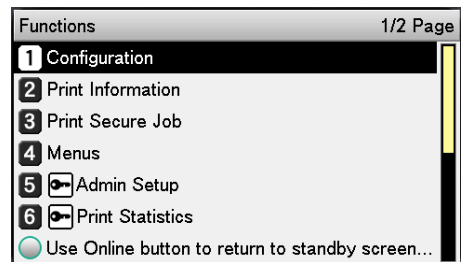 Functions 1/2 Page
1 Configuration
2 Print Information
3 Print Secure Job
4 Menus
5 Admin Setup
6 Print Statistics
Use Online button to return to standby screen...